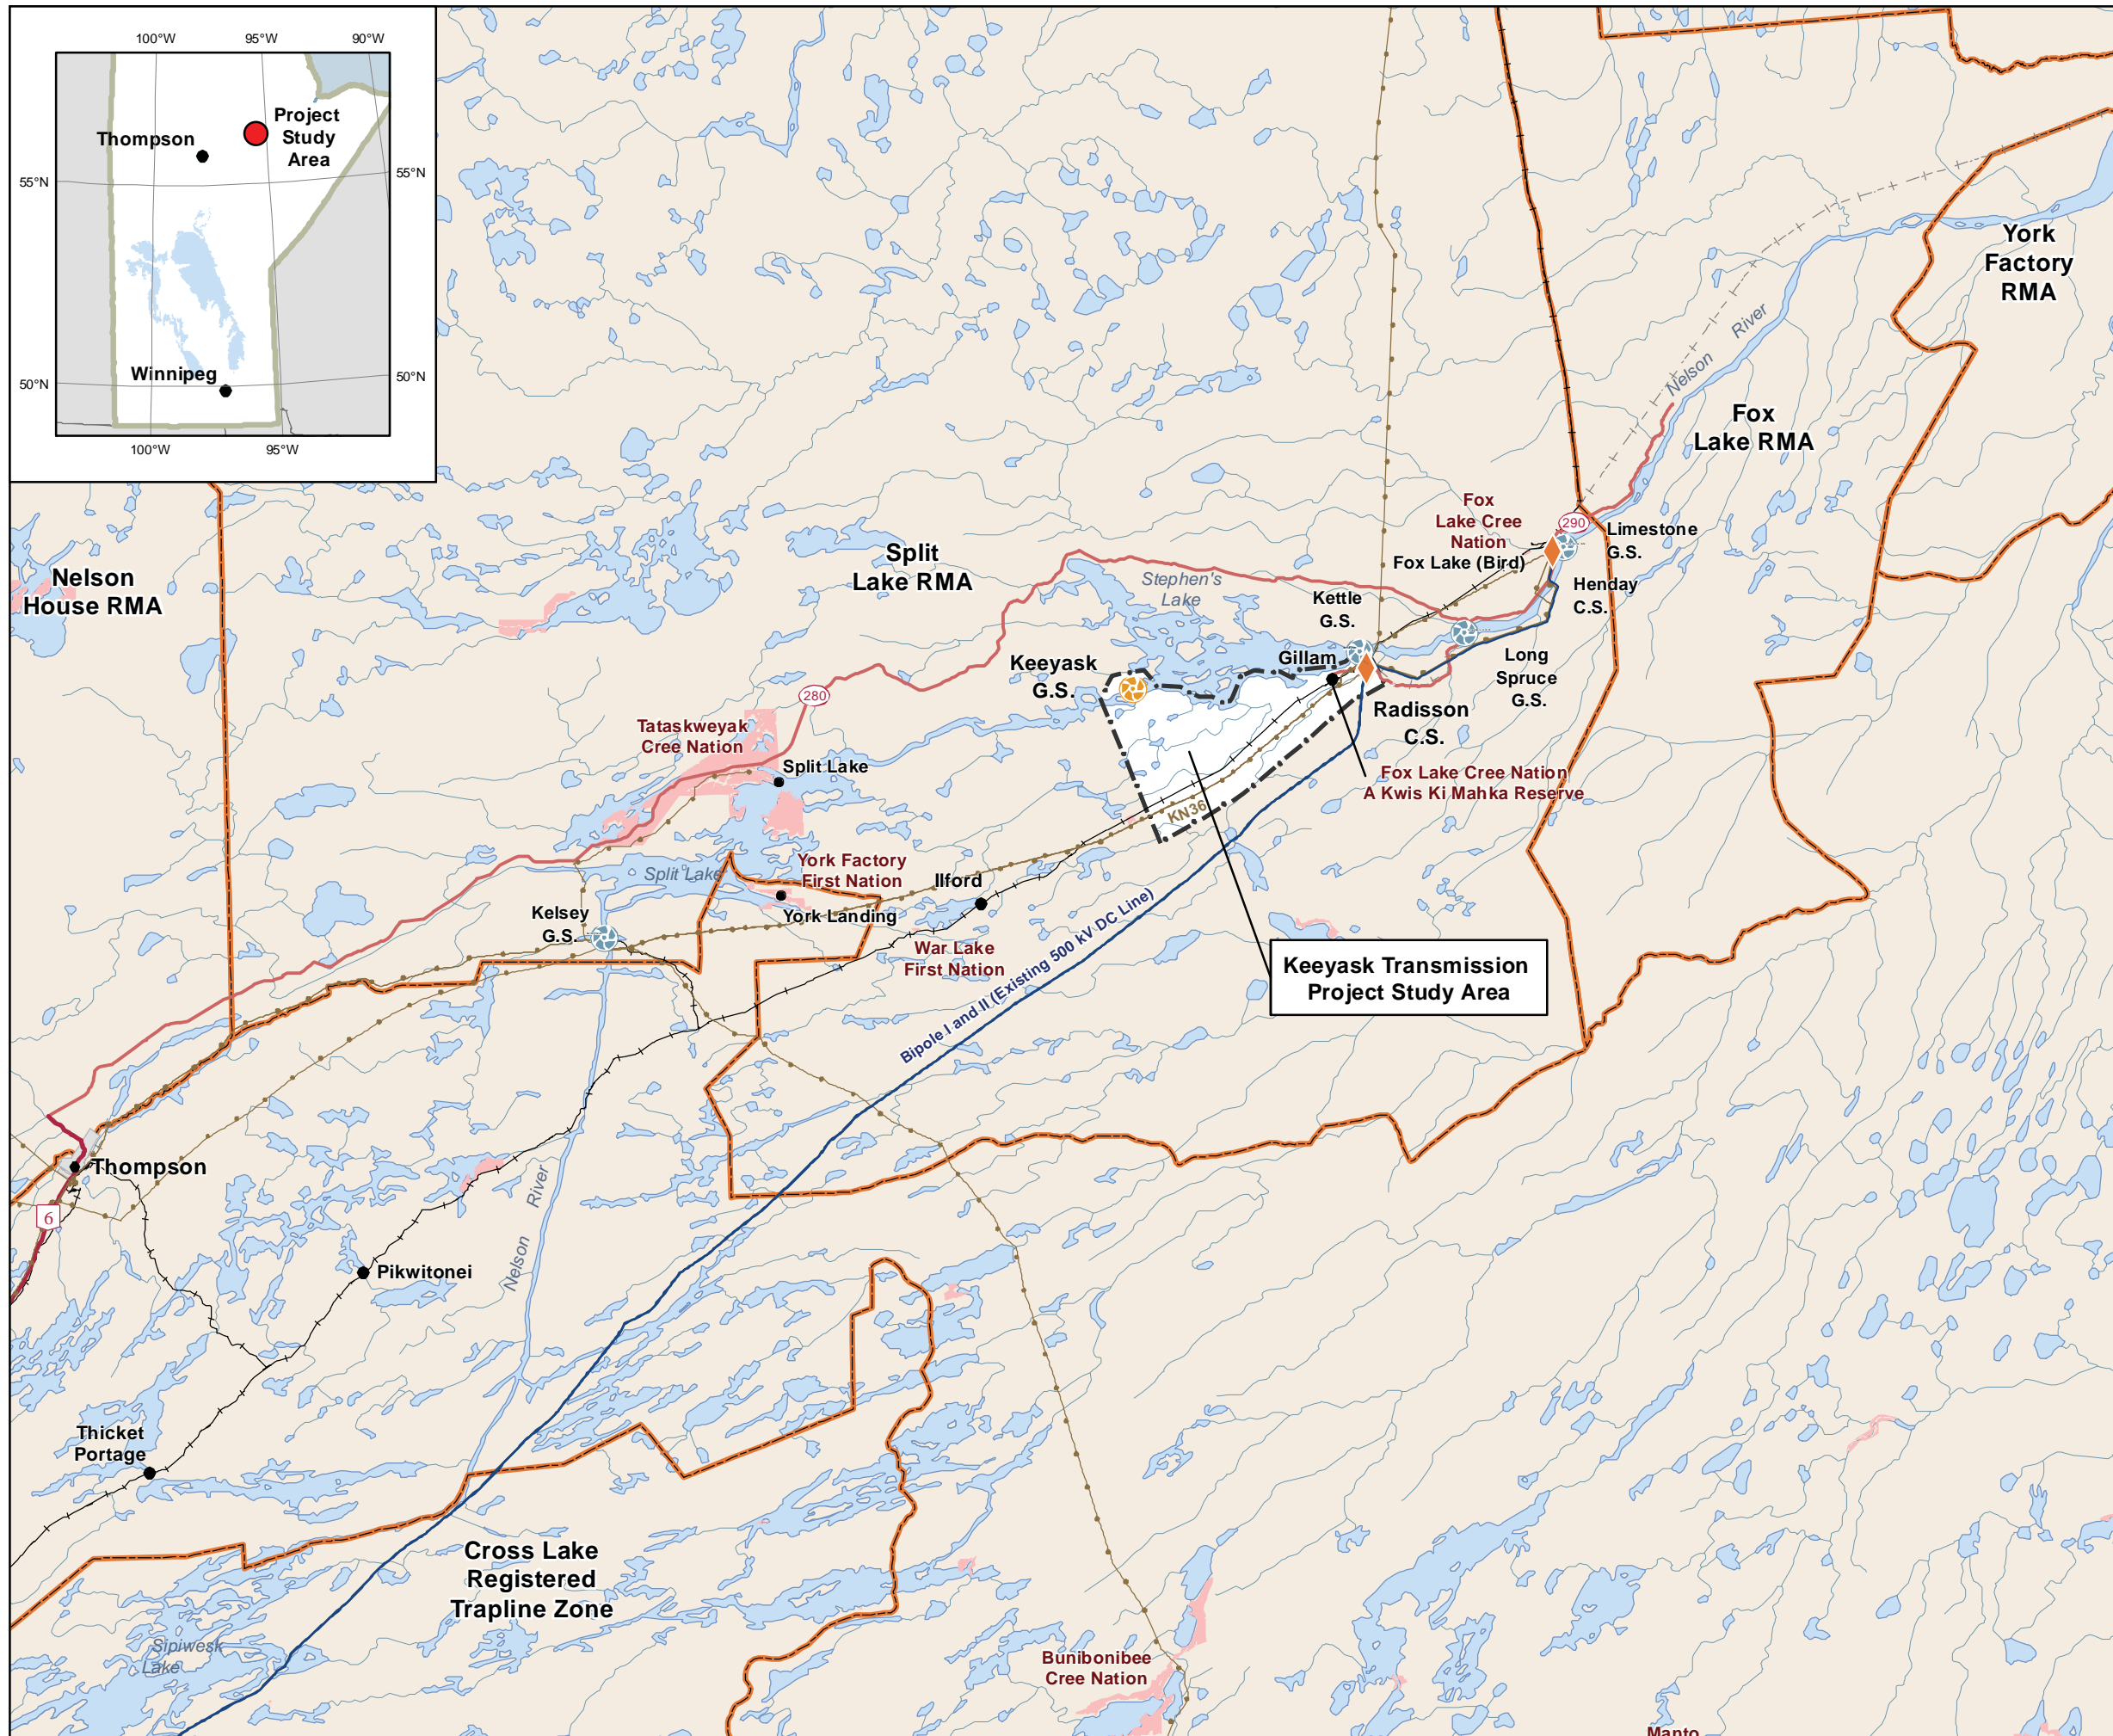 100°W
95°W
90°W
Thompson
Project
Study
Area
55°N
55°N
Winnipeg
50°N
50°N
100°W
95°W
York
Factory
RMA
Nelson River
Fox
Lake RMA
Fox
Lake Cree
Nation
Fox Lake (Bird)
290
Limestone
G.S.
Henday
C.S.
Nelson
House RMA
Split
Lake RMA
Stephen's
Lake
Kettle
G.S.
Gillam
Keeyask
G.S.
Long
Spruce
G.S.
Radisson
C.S.
280
Tataskweyak
Cree Nation
Split Lake
Fox Lake Cree Nation
A Kwis Ki Mahka Reserve
KN36
York Factory
First Nation
Split Lake
Ilford
York Landing
Kelsey
G.S.
War Lake
First Nation
Bipole I and II (Existing 500 kV DC Line)
Keeyask Transmission
Project Study Area
Thompson
6
Nelson River
Pikwitonei
Thicket
Portage
Cross Lake
Registered
Trapline Zone
Sipiwesk
Lake
Bunibonibee
Cree Nation
Manto